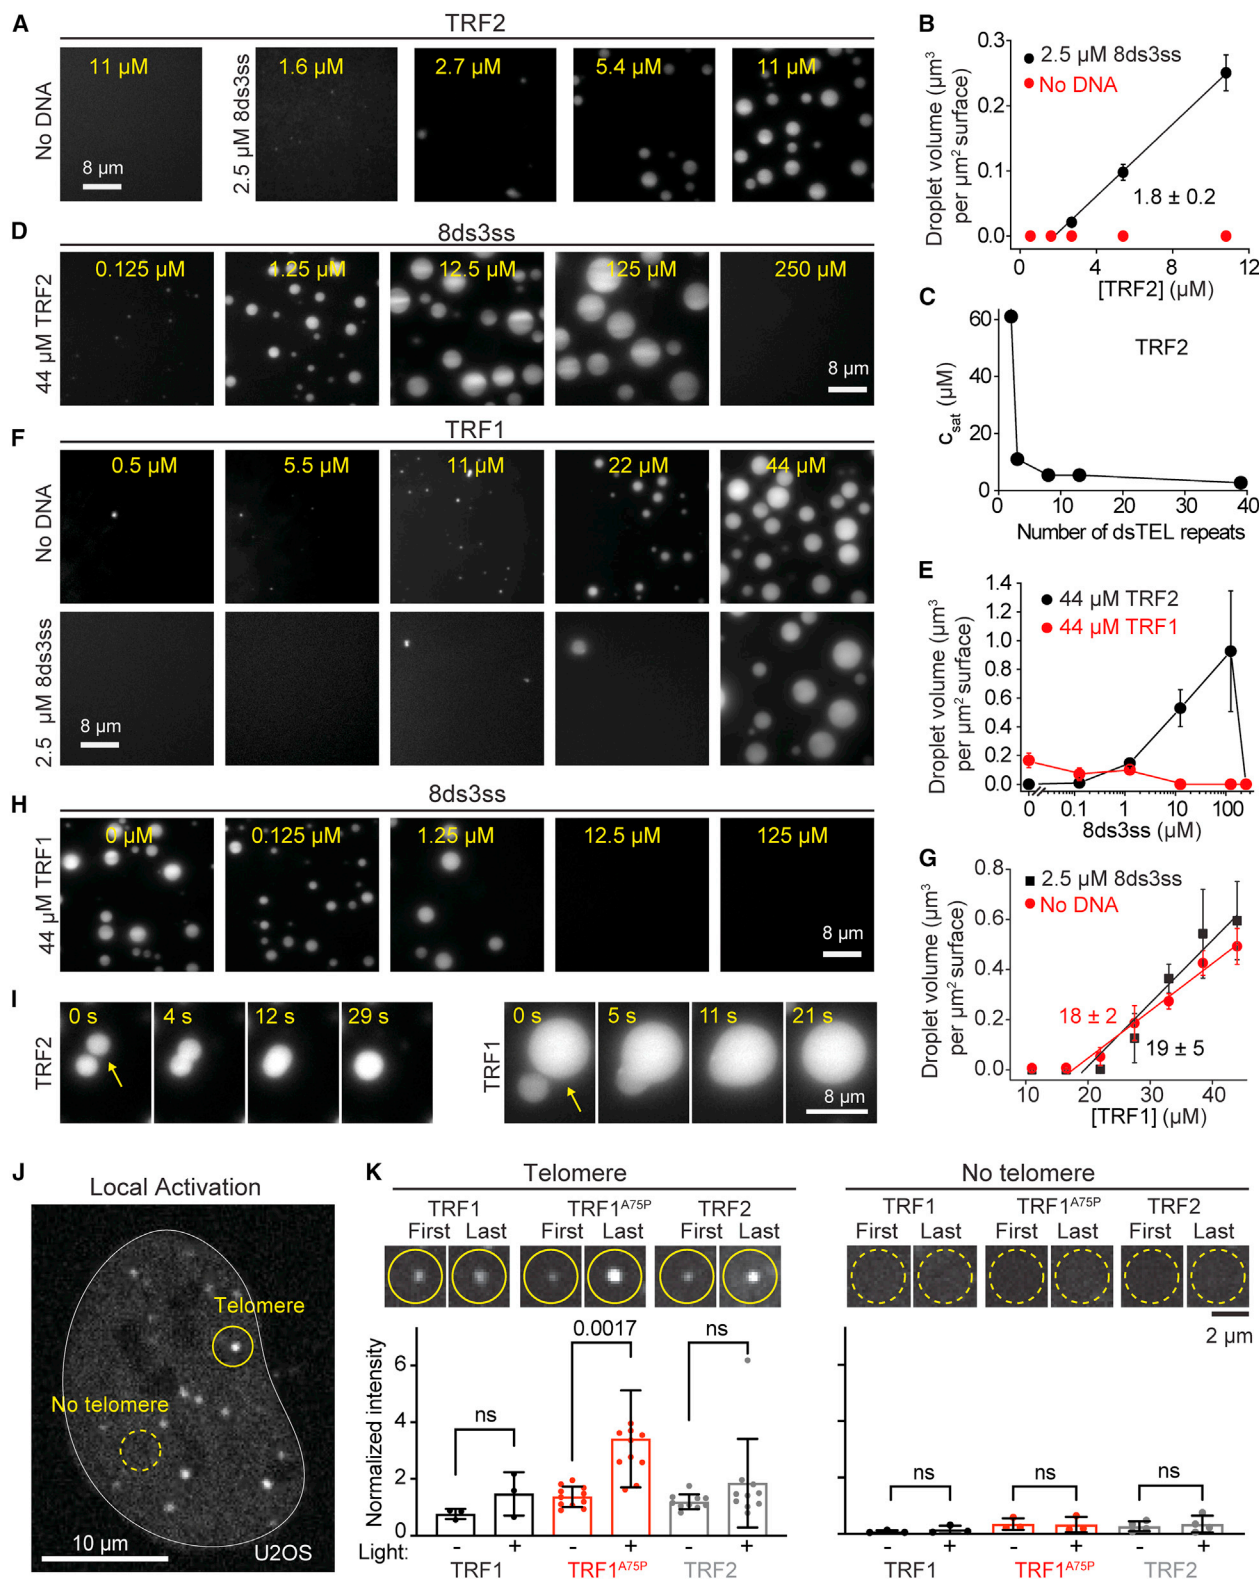 A
TRF2
No DNA
11 µM
8 µm
2.5 µM 8ds3ss
1.6 µM
2.7 µM
5.4 µM
11 µM
B
Droplet volume (µm³
per µm² surface)
0.3
0.2
0.1
0.0
2.5 µM 8ds3ss
No DNA
1.8 ± 0.2
0 4 8 12
[TRF2] (µM)
C
c_sat (µM)
60
40
20
0
TRF2
0 10 20 30 40
Number of dsTEL repeats
D
8ds3ss
44 µM TRF2
0.125 µM
1.25 µM
12.5 µM
125 µM
250 µM
8 µm
E
Droplet volume (µm³
per µm² surface)
1.4
1.2
1.0
0.8
0.6
0.4
0.2
0.0
44 µM TRF2
44 µM TRF1
0 0.1 1 10 100
8ds3ss (µM)
F
TRF1
No DNA
0.5 µM
5.5 µM
11 µM
22 µM
44 µM
2.5 µM 8ds3ss
8 µm
G
Droplet volume (µm³
per µm² surface)
0.8
0.6
0.4
0.2
0.0
2.5 µM 8ds3ss
No DNA
18 ± 2
19 ± 5
10 20 30 40
[TRF1] (µM)
H
8ds3ss
44 µM TRF1
0 µM
0.125 µM
1.25 µM
12.5 µM
125 µM
8 µm
I
TRF2
0 s
4 s
12 s
29 s
TRF1
0 s
5 s
11 s
21 s
8 µm
J
Local Activation
Telomere
No telomere
10 µm
U2OS
K
Telomere
TRF1 TRF1^A75P TRF2
First Last First Last First Last
Normalized intensity
6
4
2
0
ns
0.0017
ns
Light: - + - + - +
TRF1 TRF1^A75P TRF2
No telomere
TRF1 TRF1^A75P TRF2
First Last First Last First Last
2 µm
ns
ns
ns
- + - + - +
TRF1 TRF1^A75P TRF2